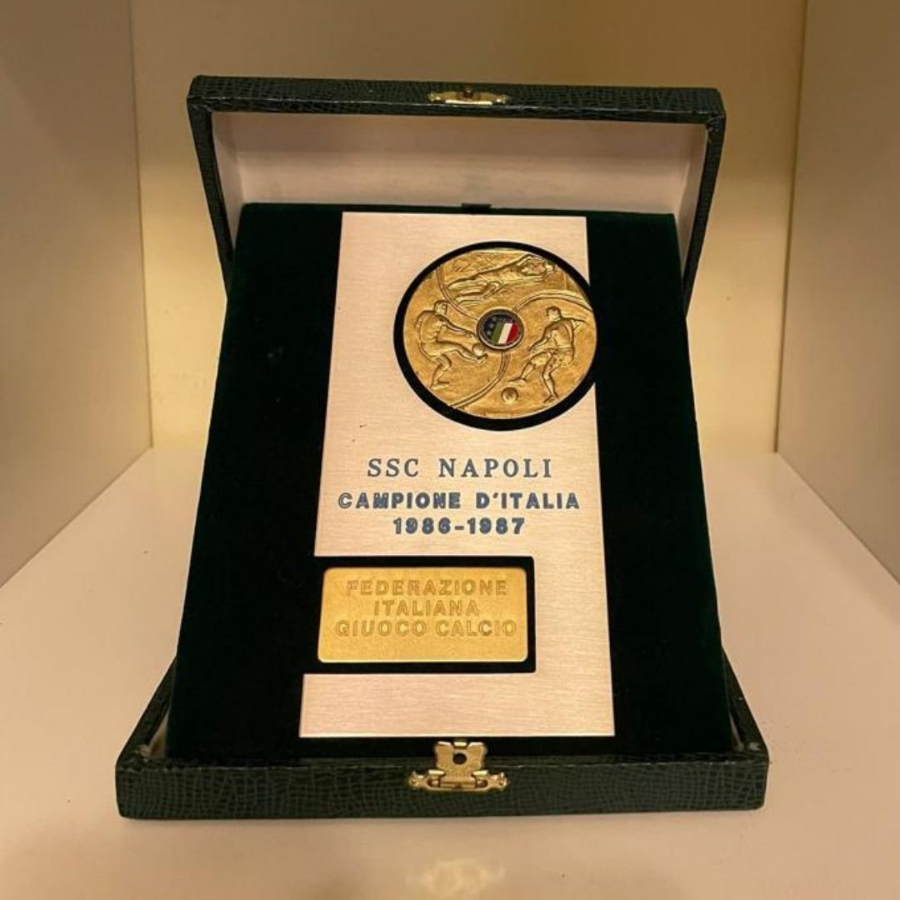 SSC NAPOLI
CAMPIONE D'ITALIA
1986-1987
FEDERAZIONE
ITALIANA
GIUOCO CALCIO